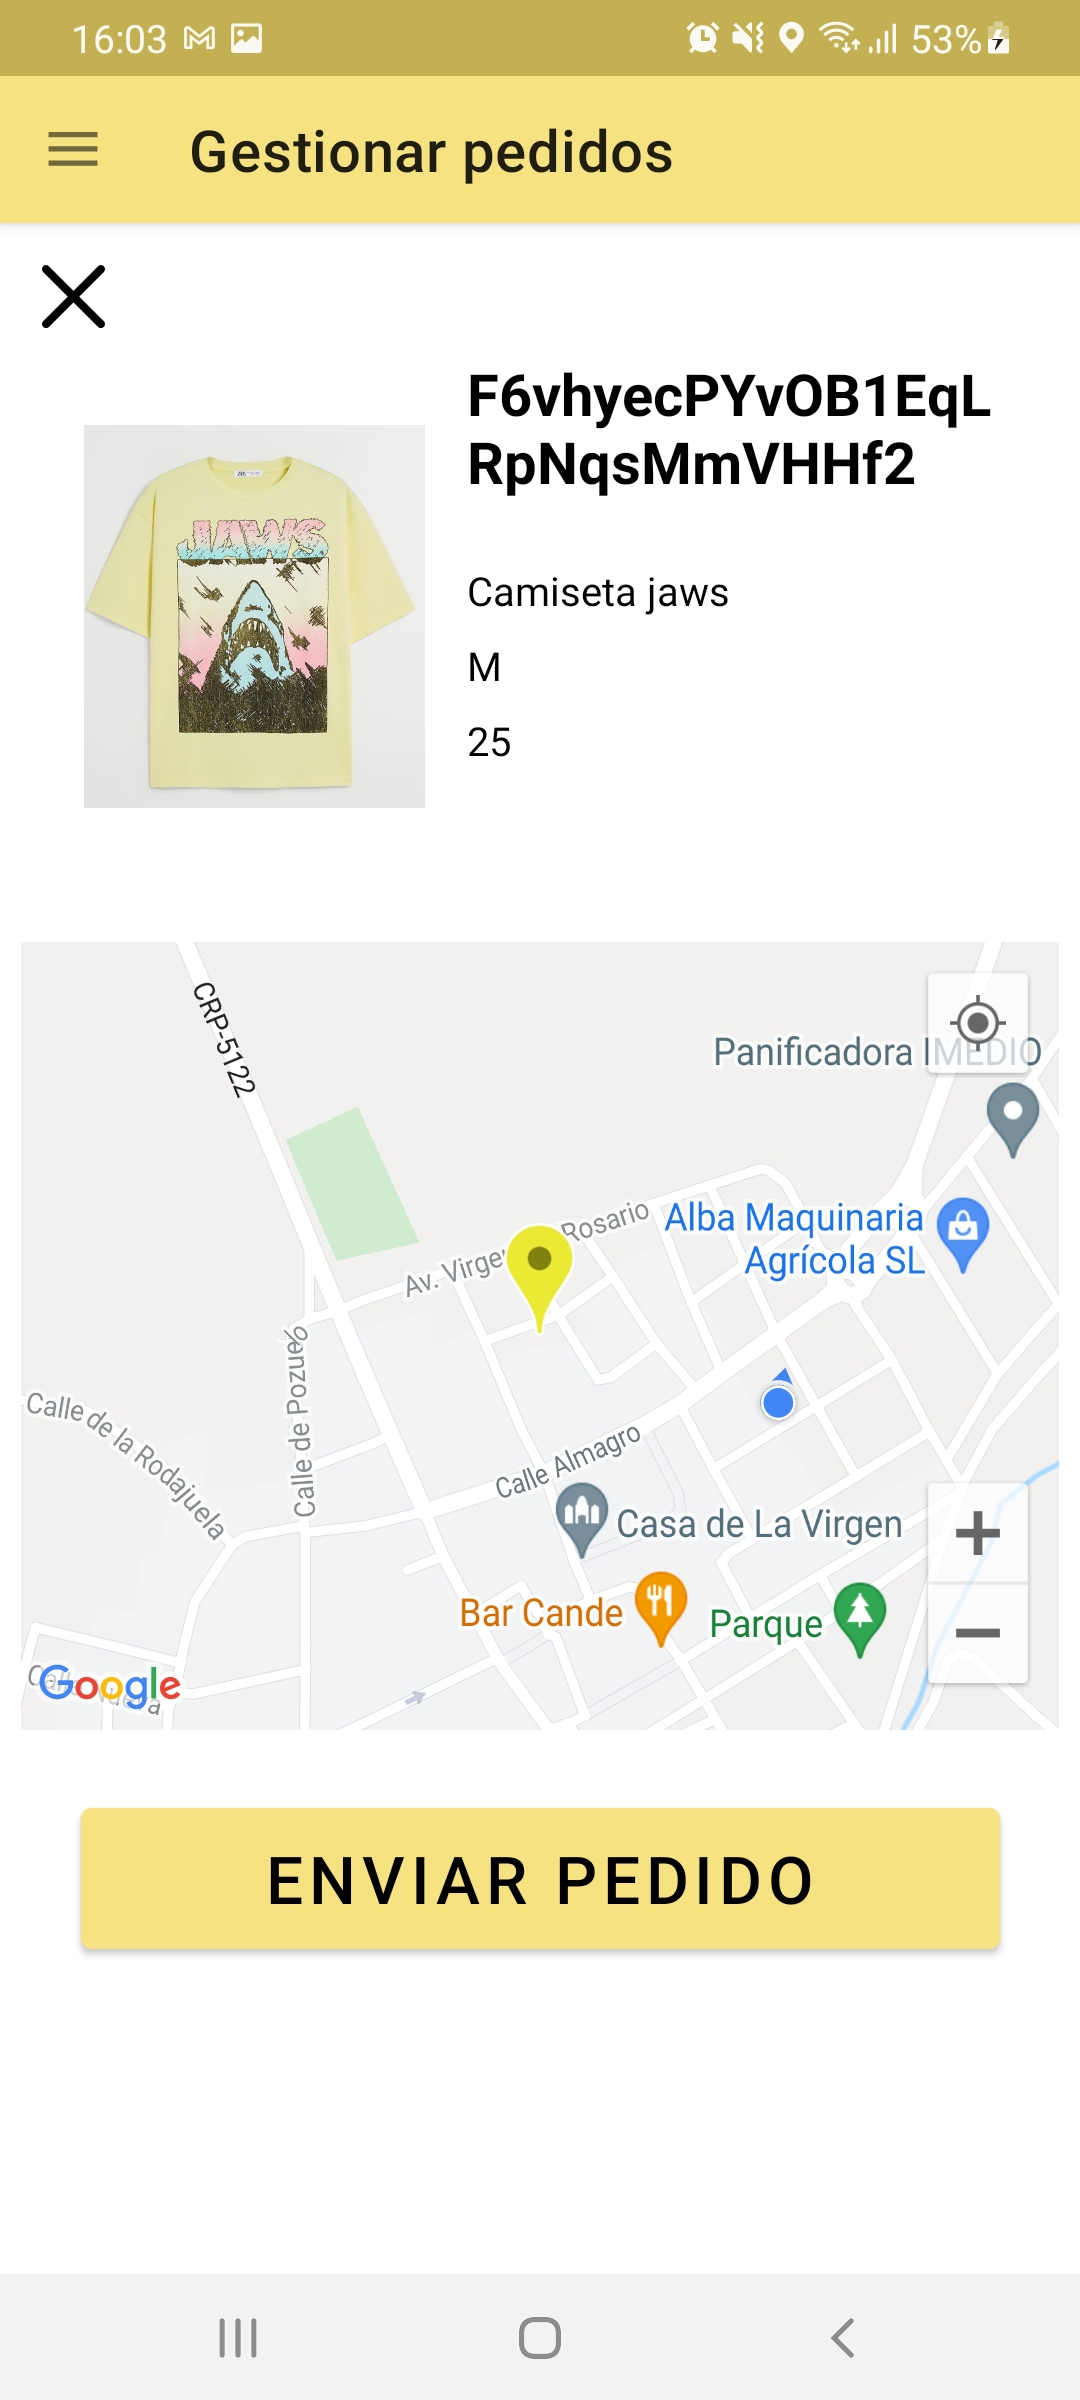 16:03
53%
Gestionar pedidos
F6vhyecPYvOB1EqL
RpNqsMmVHHf2
JAWS
Camiseta jaws
M
25
CRP-5122
Panificadora IMEDIO
Rosario
Av. Virge
Alba Maquinaria
Agrícola SL
Calle de Pozuelo
Calle de la Rodajuela
Calle Almagro
Casa de La Virgen
Bar Cande
Parque
Google
ENVIAR PEDIDO